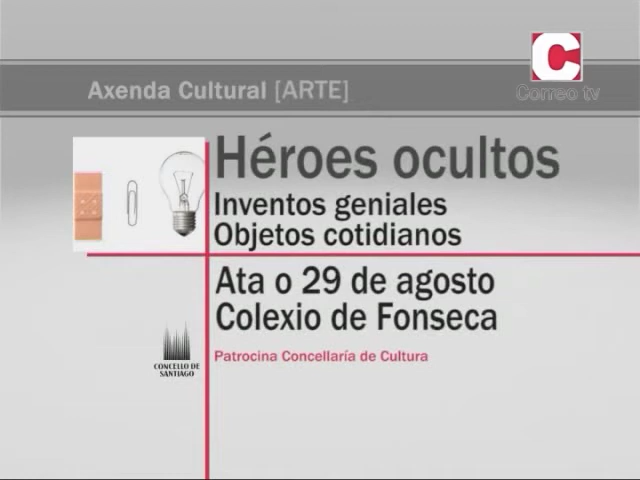 Axenda Cultural [ARTE]
C
Correo tv
Héroes ocultos
Inventos geniales
Objetos cotidianos
Ata o 29 de agosto
Colexio de Fonseca
Patrocina Concellaría de Cultura
CONCELLO DE
SANTIAGO